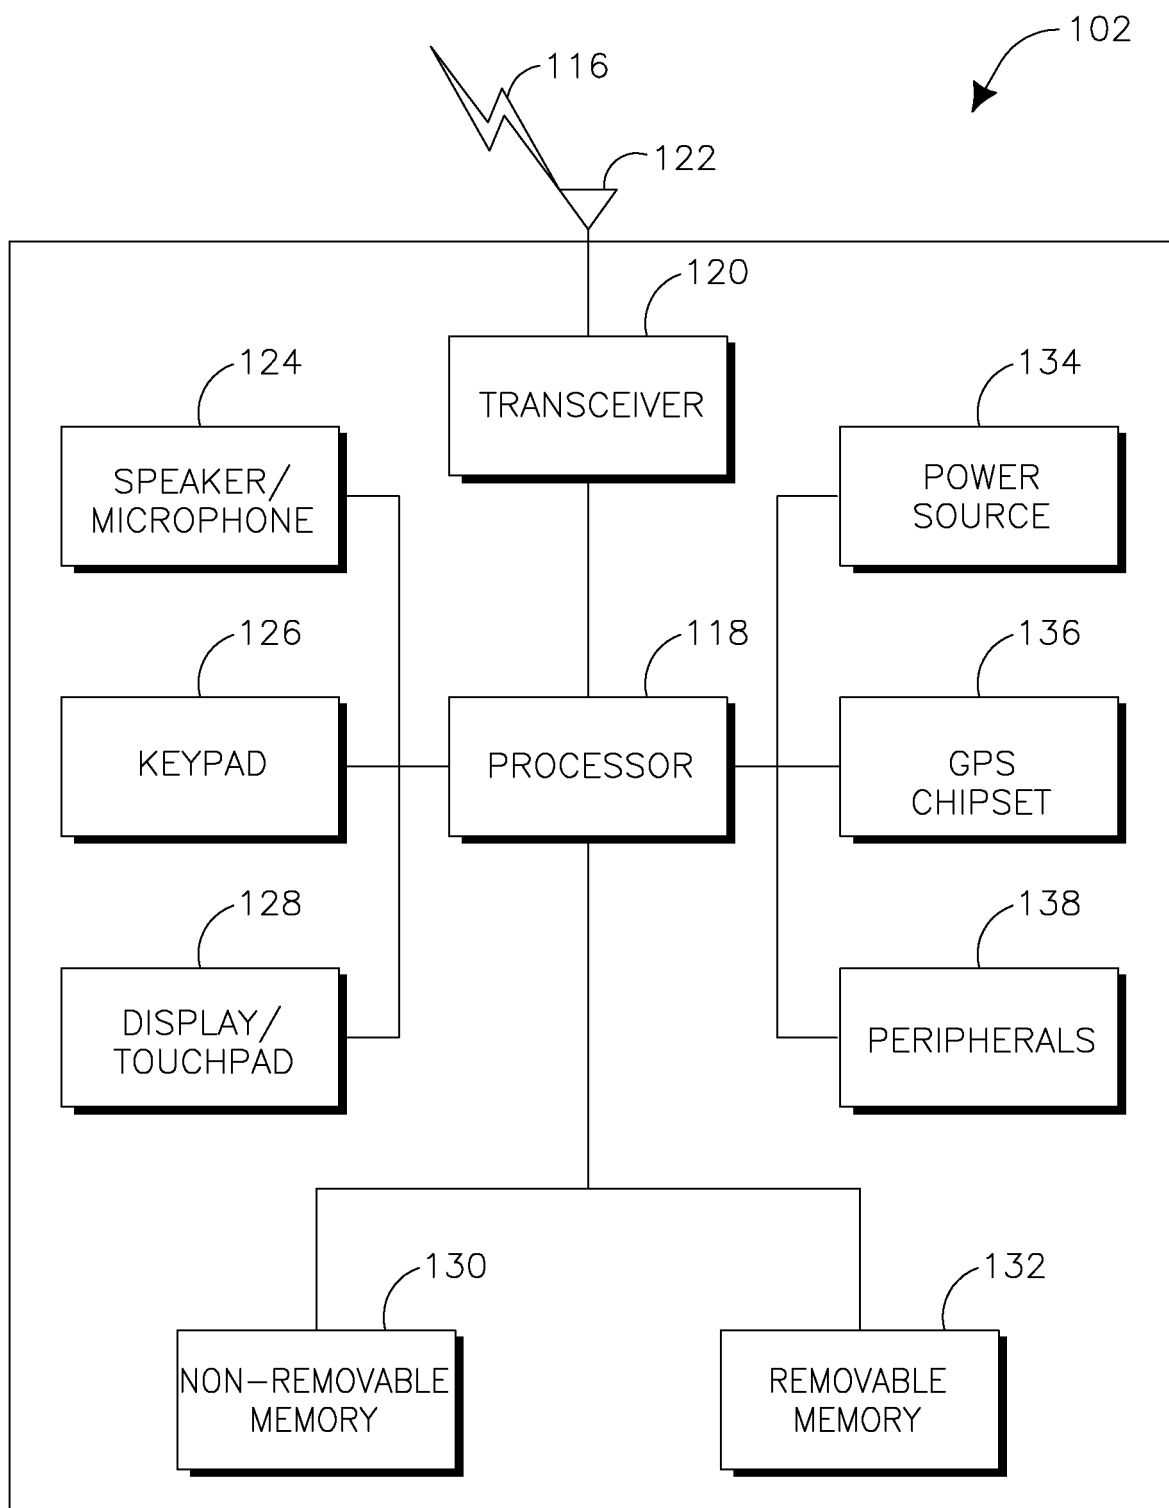 102
116
122
120
TRANSCEIVER
124
SPEAKER/
MICROPHONE
134
POWER
SOURCE
126
KEYPAD
118
PROCESSOR
136
GPS
CHIPSET
128
DISPLAY/
TOUCHPAD
138
PERIPHERALS
130
NON-REMOVABLE
MEMORY
132
REMOVABLE
MEMORY